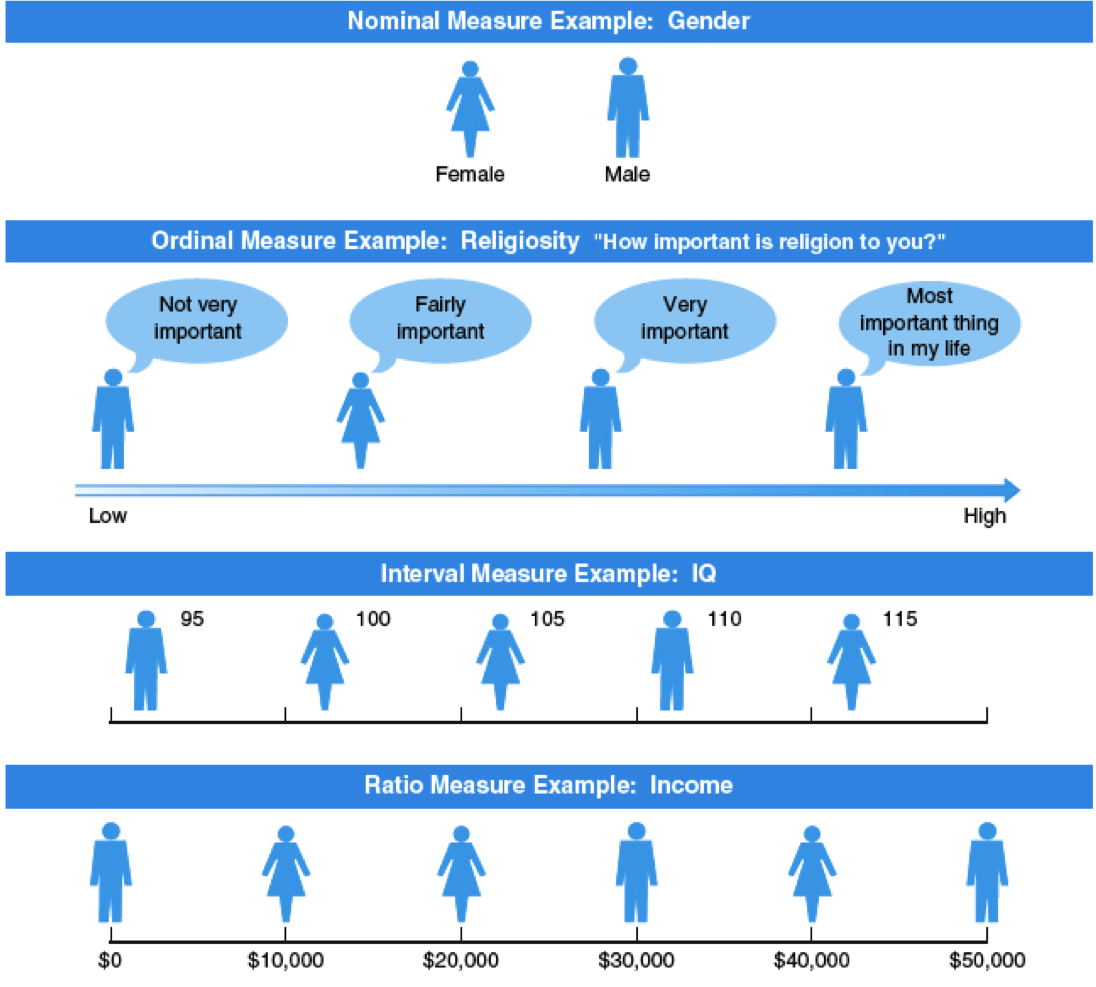 Nominal Measure Example: Gender
Female Male
Ordinal Measure Example: Religiosity "How important is religion to you?"
Not very
important
Fairly
important
Very
important
Most
important thing
in my life
Low High
Interval Measure Example: IQ
95 100 105 110 115
Ratio Measure Example: Income
$0 $10,000 $20,000 $30,000 $40,000 $50,000